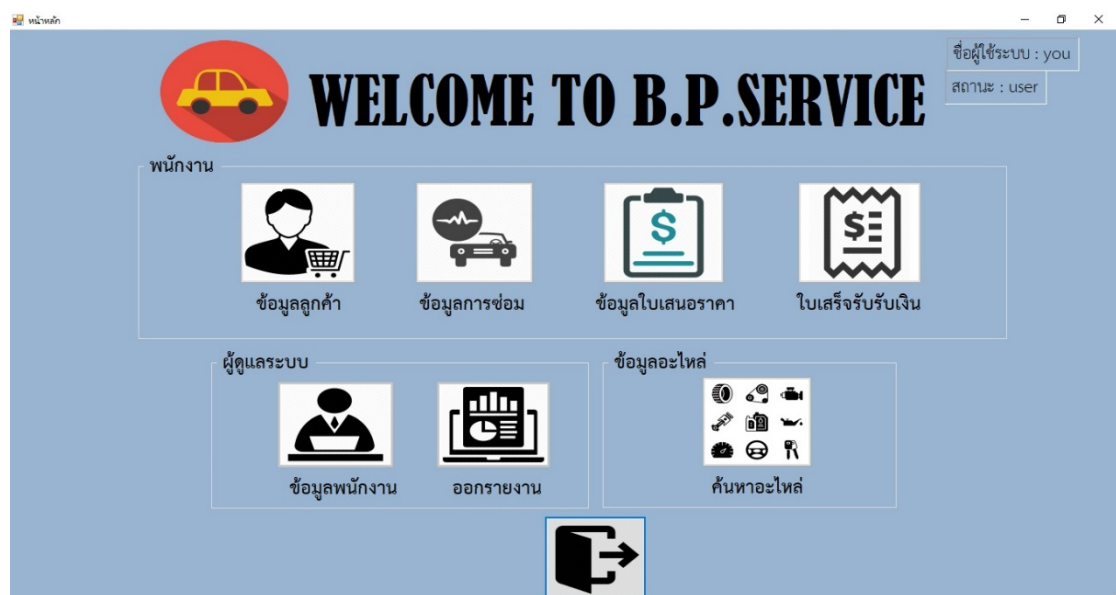 หน้าหลัก
ชื่อผู้ใช้ระบบ : you
สถานะ : user
WELCOME TO B.P.SERVICE
พนักงาน
ข้อมูลลูกค้า
ข้อมูลการซ่อม
ข้อมูลใบเสนอราคา
ใบเสร็จรับรับเงิน
ผู้ดูแลระบบ
ข้อมูลพนักงาน
ออกรายงาน
ข้อมูลอะไหล่
ค้นหาอะไหล่